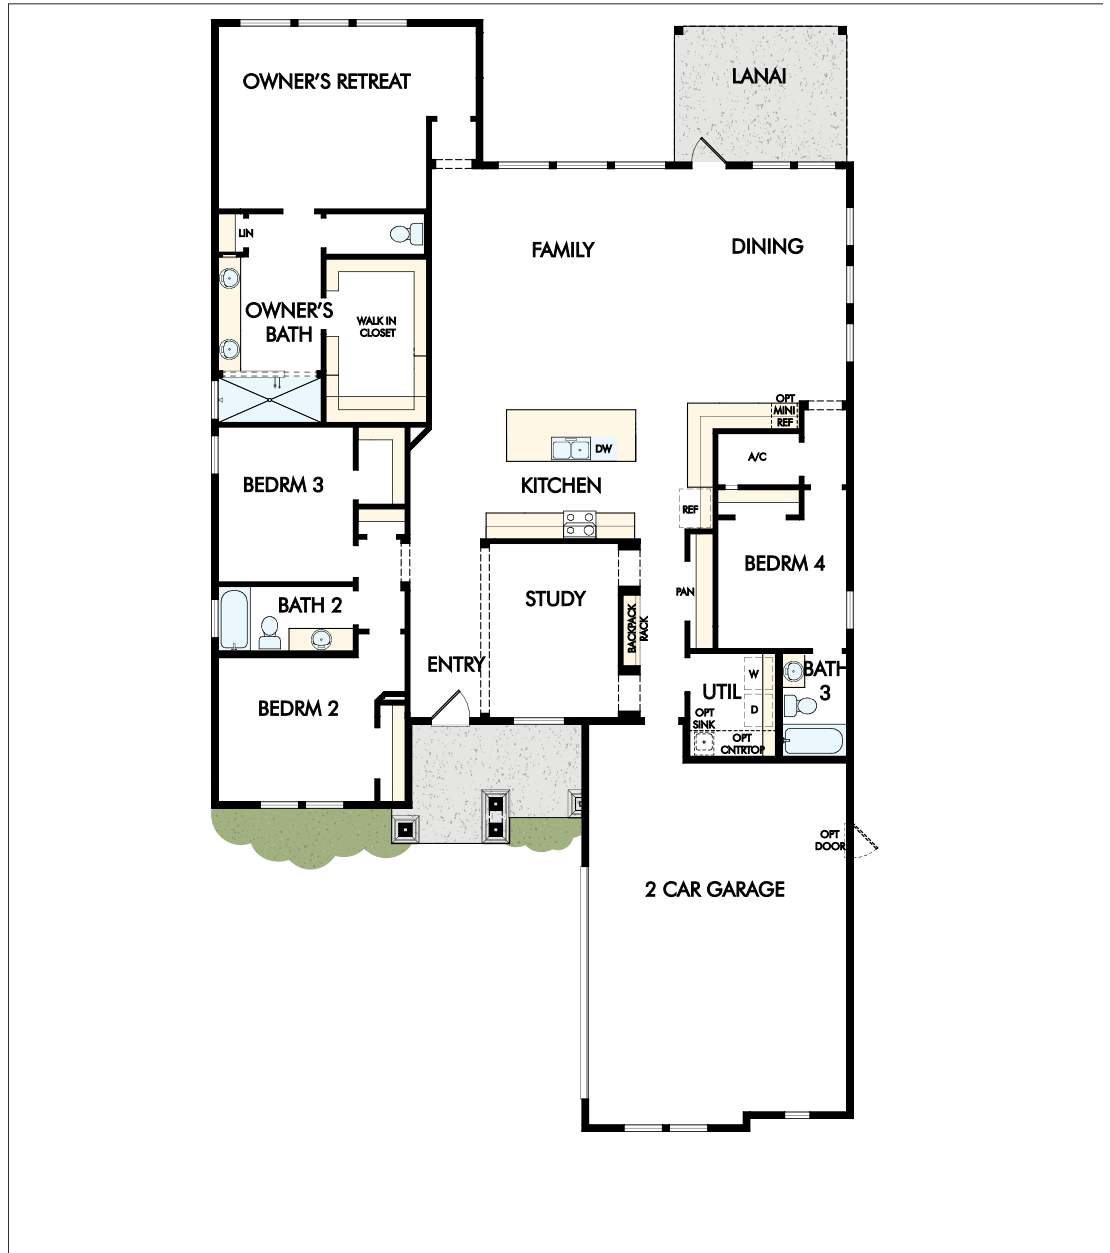 OWNER'S RETREAT
LANAI
LIN
FAMILY
DINING
OWNER'S
BATH
WALK IN
CLOSET
OPT
MINI
REF
DW
A/C
BEDRM 3
KITCHEN
REF
BEDRM 4
STUDY
PAN
BATH 2
BACKPACK
RACK
ENTRY
W
BATH
3
UTIL
D
BEDRM 2
OPT
SINK
OPT
CNTRTOP
OPT
DOOR
2 CAR GARAGE